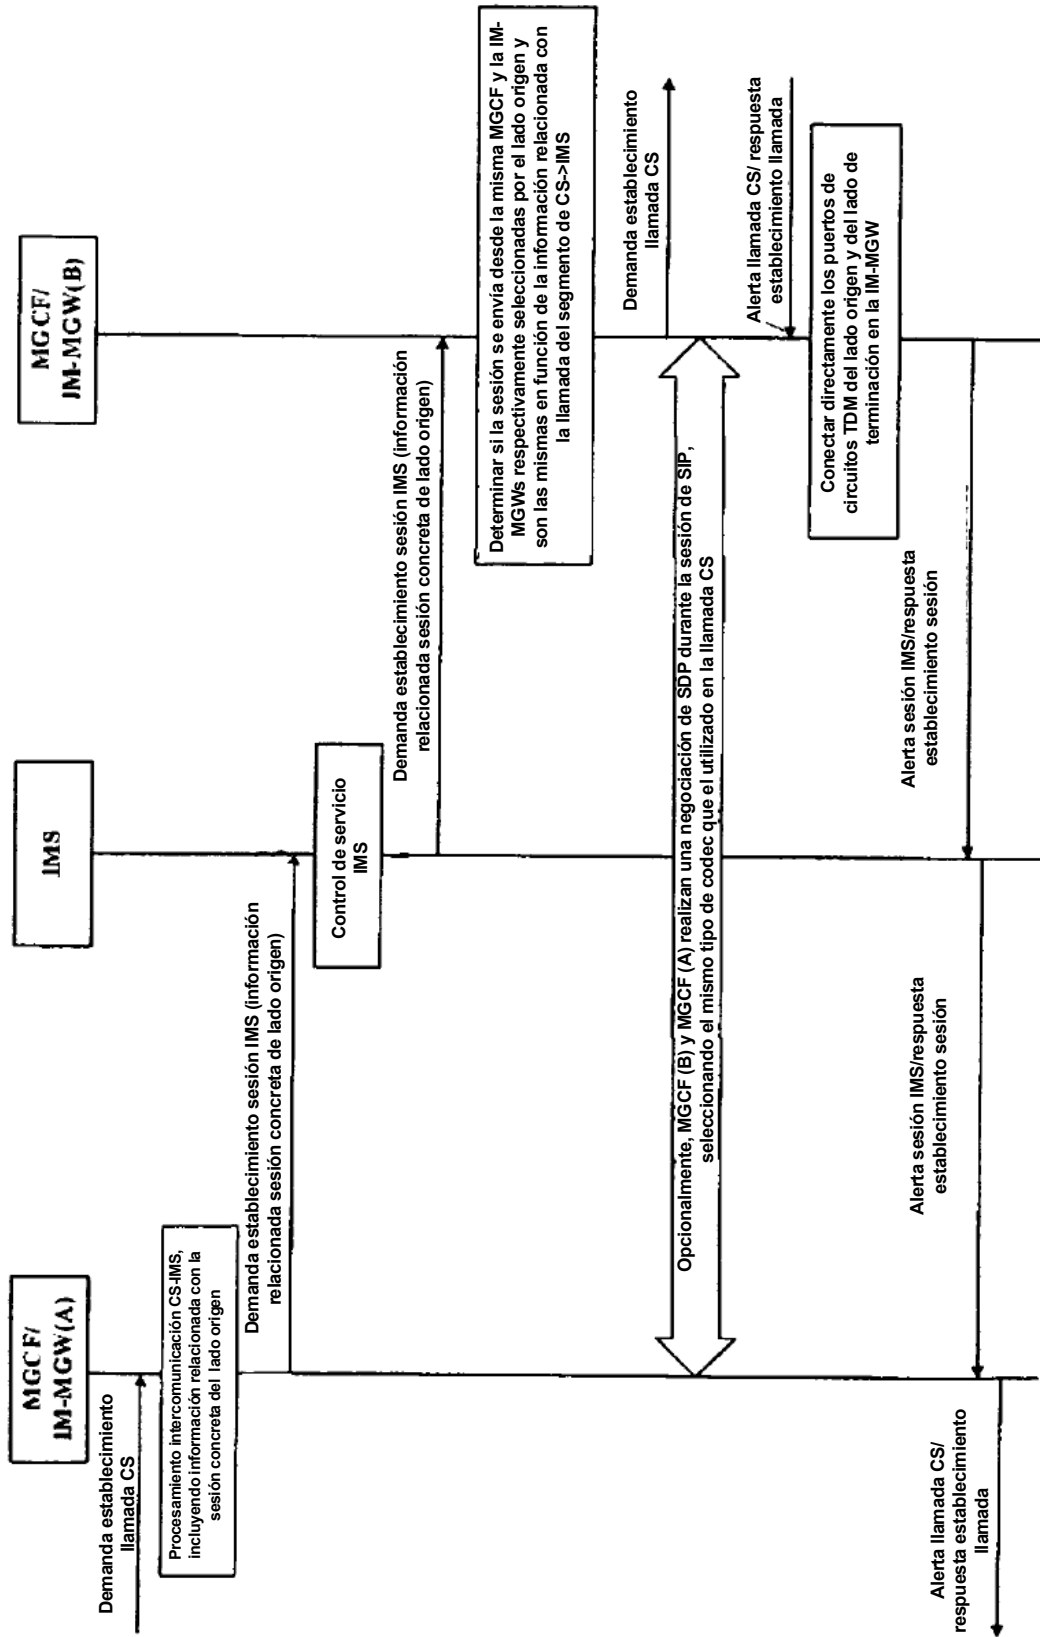 MGCF/
IM-MGW(A)
IMS
MGCF/
IM-MGW(B)
Demanda establecimiento
llamada CS
Procesamiento intercomunicación CS-IMS,
incluyendo información relacionada con la
sesión concreta del lado origen
Demanda establecimiento sesión IMS (información
relacionada sesión concreta de lado origen)
Control de servicio
IMS
Demanda establecimiento sesión IMS (información
relacionada sesión concreta de lado origen)
Determinar si la sesión se envía desde la misma MGCF y la IM-
MGWs respectivamente seleccionadas por el lado origen y
son las mismas en función de la información relacionada con
la llamada del segmento de CS->IMS
Demanda establecimiento
llamada CS
Opcionalmente, MGCF (B) y MGCF (A) realizan una negociación de SDP durante la sesión de SIP,
seleccionando el mismo tipo de codec que el utilizado en la llamada CS
Alerta llamada CS/ respuesta
establecimiento llamada
Conectar directamente los puertos de
circuitos TDM del lado origen y del lado de
terminación en la IM-MGW
Alerta sesión IMS/respuesta
establecimiento sesión
Alerta sesión IMS/respuesta
establecimiento sesión
Alerta llamada CS/
respuesta establecimiento
llamada